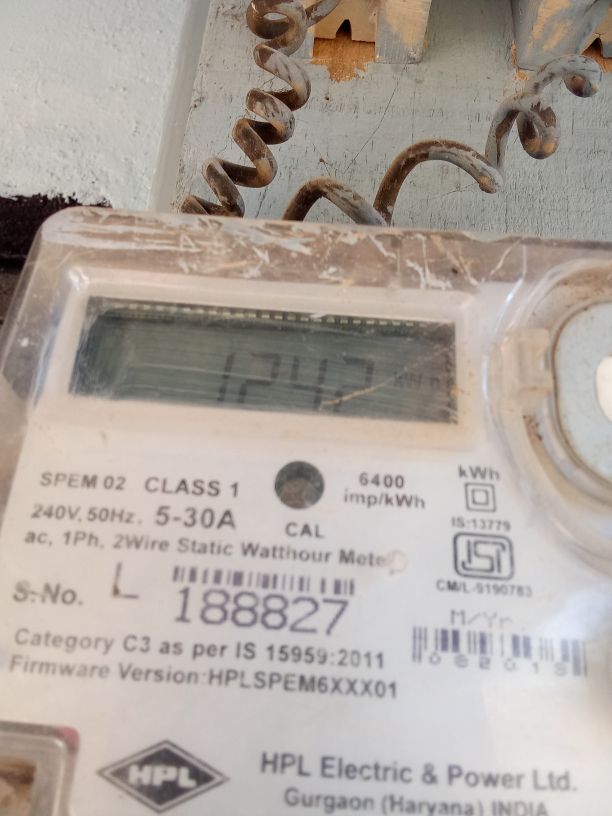 1242 kWh
SPEM 02 CLASS 1
6400
imp/kWh
kWh
240V, 50Hz. 5-30A
CAL
IS:13779
ac, 1Ph, 2Wire Static Watthour Meter
ISI
CM/L-9190783
S.No. L 188827
M/Yr.
Category C3 as per IS 15959:2011
Firmware Version:HPLSPEM6XXX01
HPL
HPL Electric & Power Ltd.
Gurgaon (Haryana) INDIA